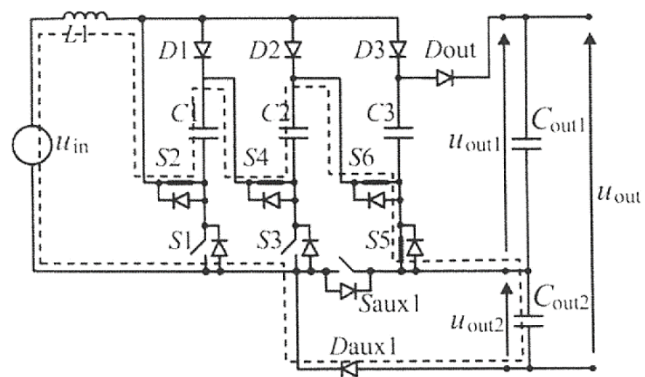 L1
D1 D2 D3 Dout
C1 C2 C3
uin
S2 S4 S6
uout1
Cout1
uout
S1 S3 S5
Saux1
uout2
Cout2
Daux1